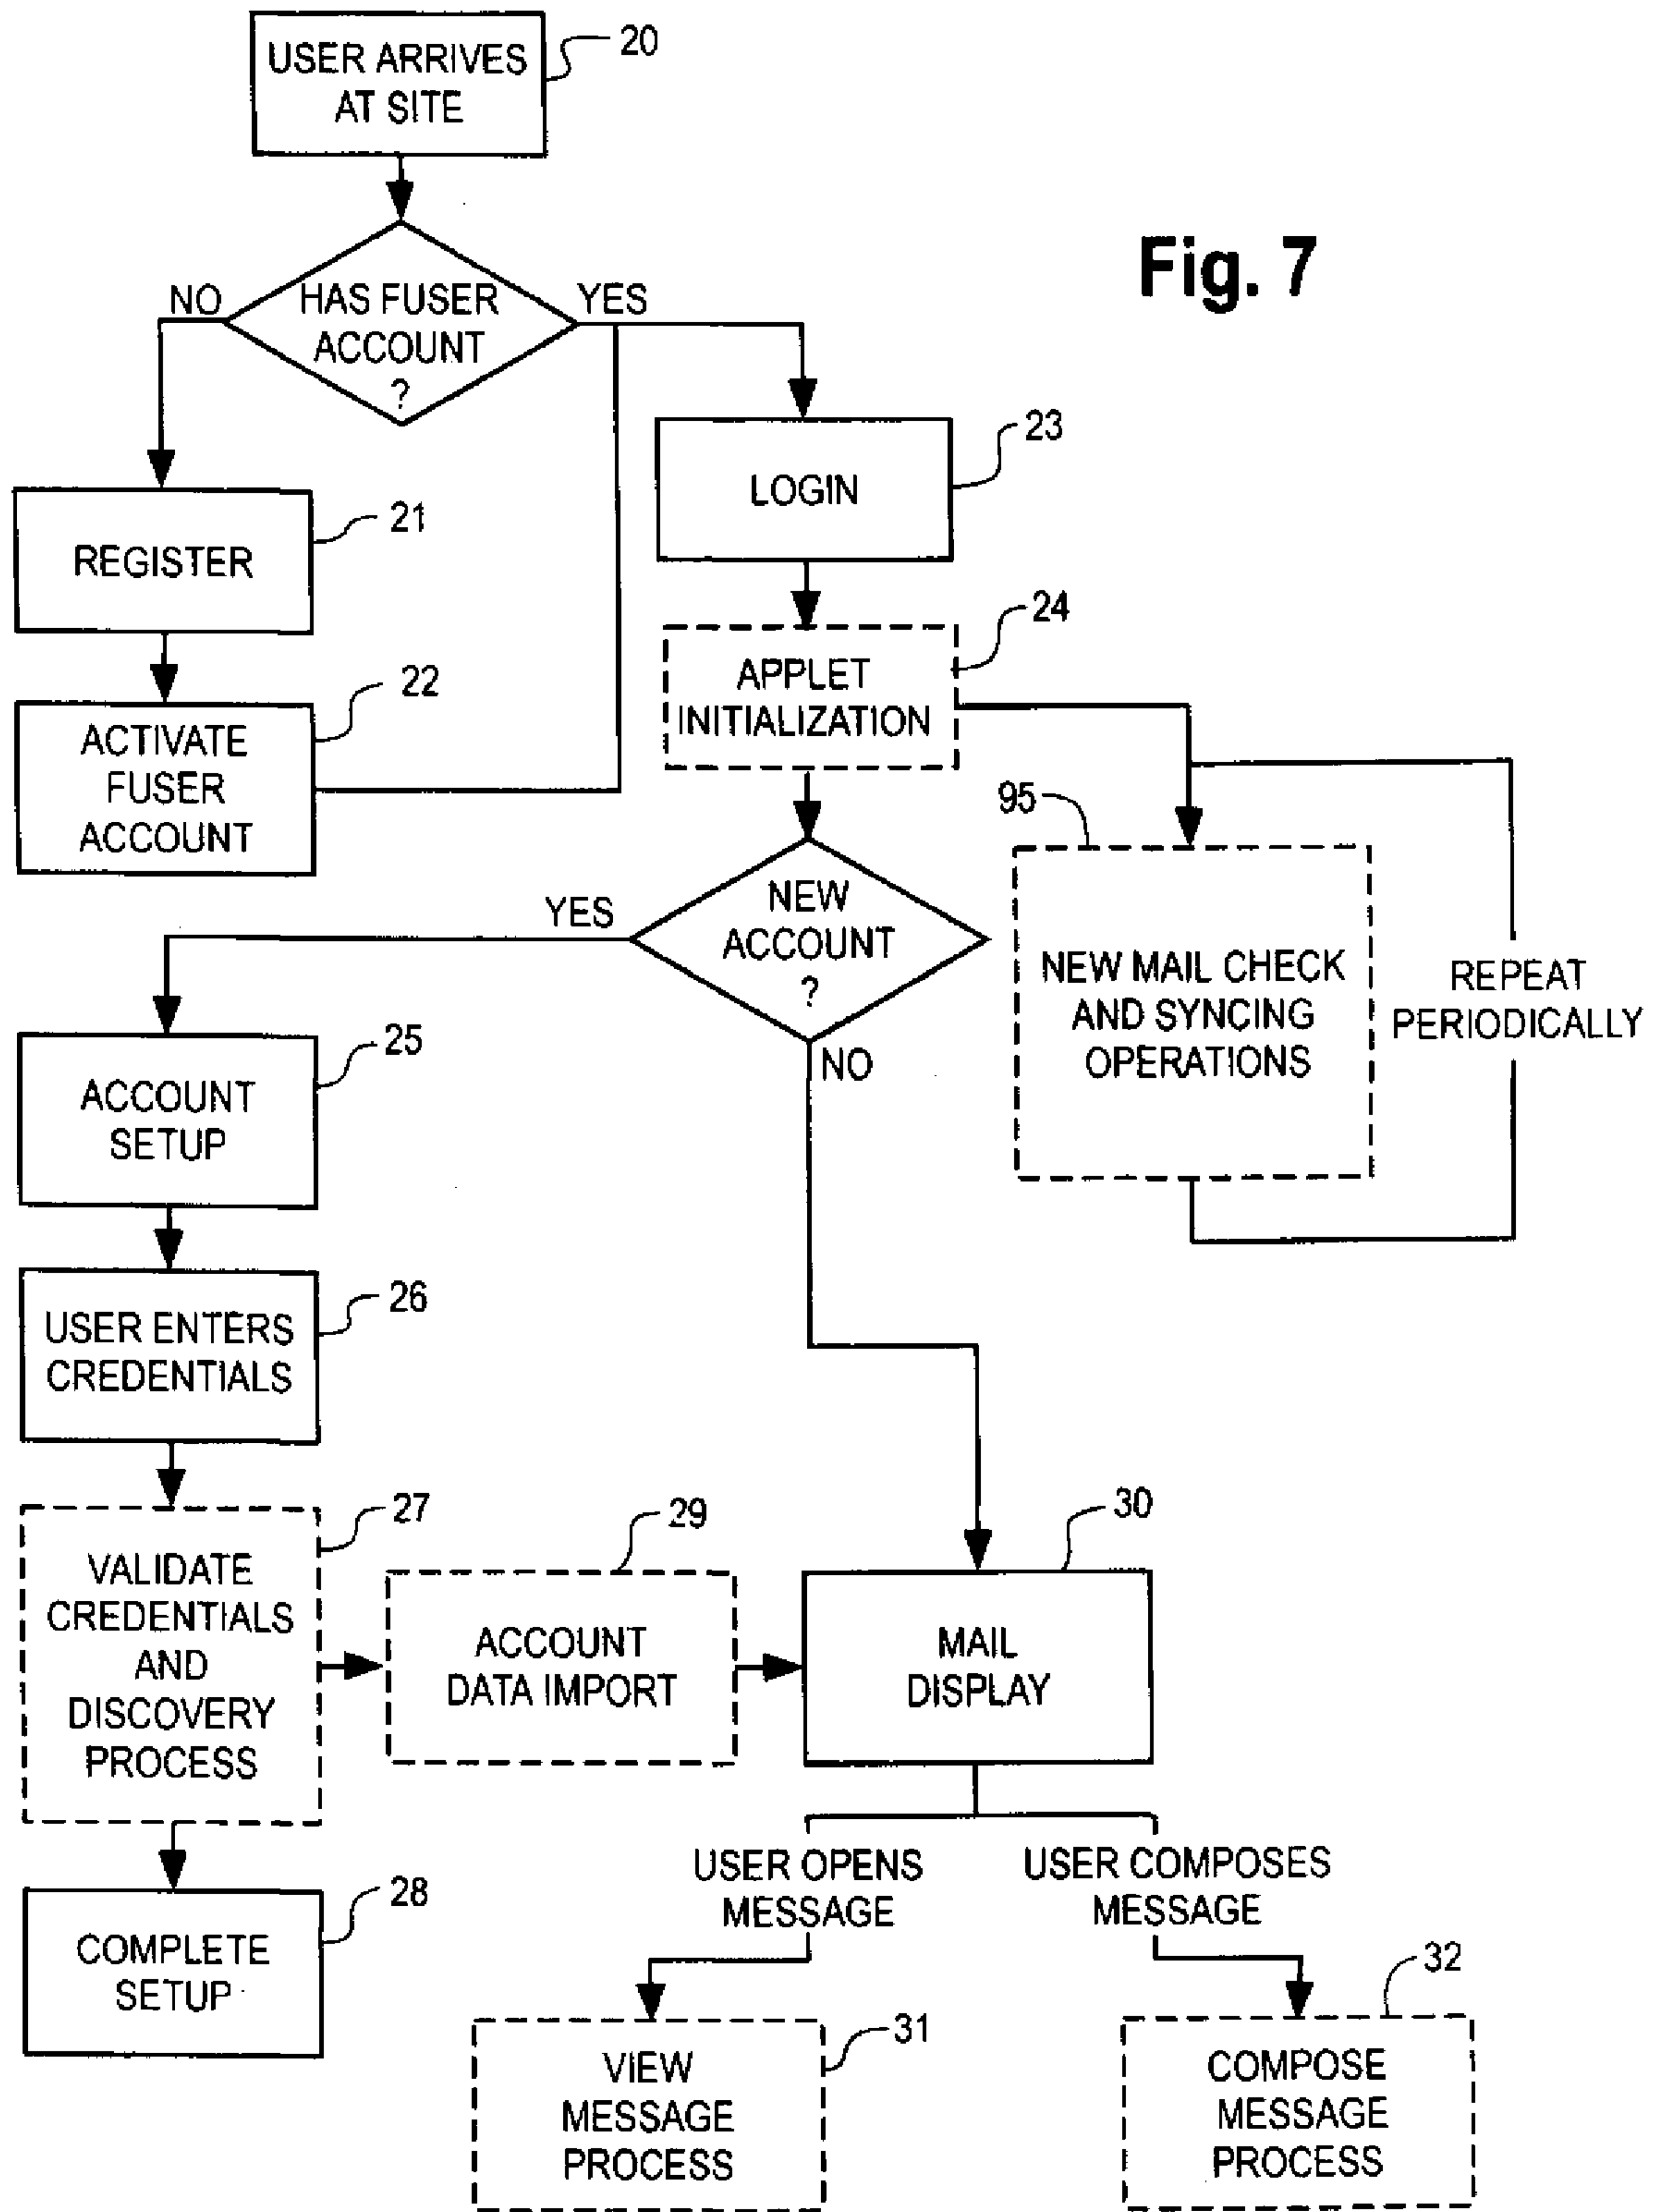 USER ARRIVES
AT SITE
20
Fig. 7
NO
HAS FUSER
ACCOUNT
?
YES
23
LOGIN
21
REGISTER
24
APPLET
INITIALIZATION
22
ACTIVATE
FUSER
ACCOUNT
95
NEW MAIL CHECK
AND SYNCING
OPERATIONS
REPEAT
PERIODICALLY
YES
NEW
ACCOUNT
?
NO
25
ACCOUNT
SETUP
26
USER ENTERS
CREDENTIALS
27
VALIDATE
CREDENTIALS
AND
DISCOVERY
PROCESS
29
ACCOUNT
DATA IMPORT
30
MAIL
DISPLAY
28
COMPLETE
SETUP
USER OPENS
MESSAGE
USER COMPOSES
MESSAGE
31
VIEW
MESSAGE
PROCESS
32
COMPOSE
MESSAGE
PROCESS